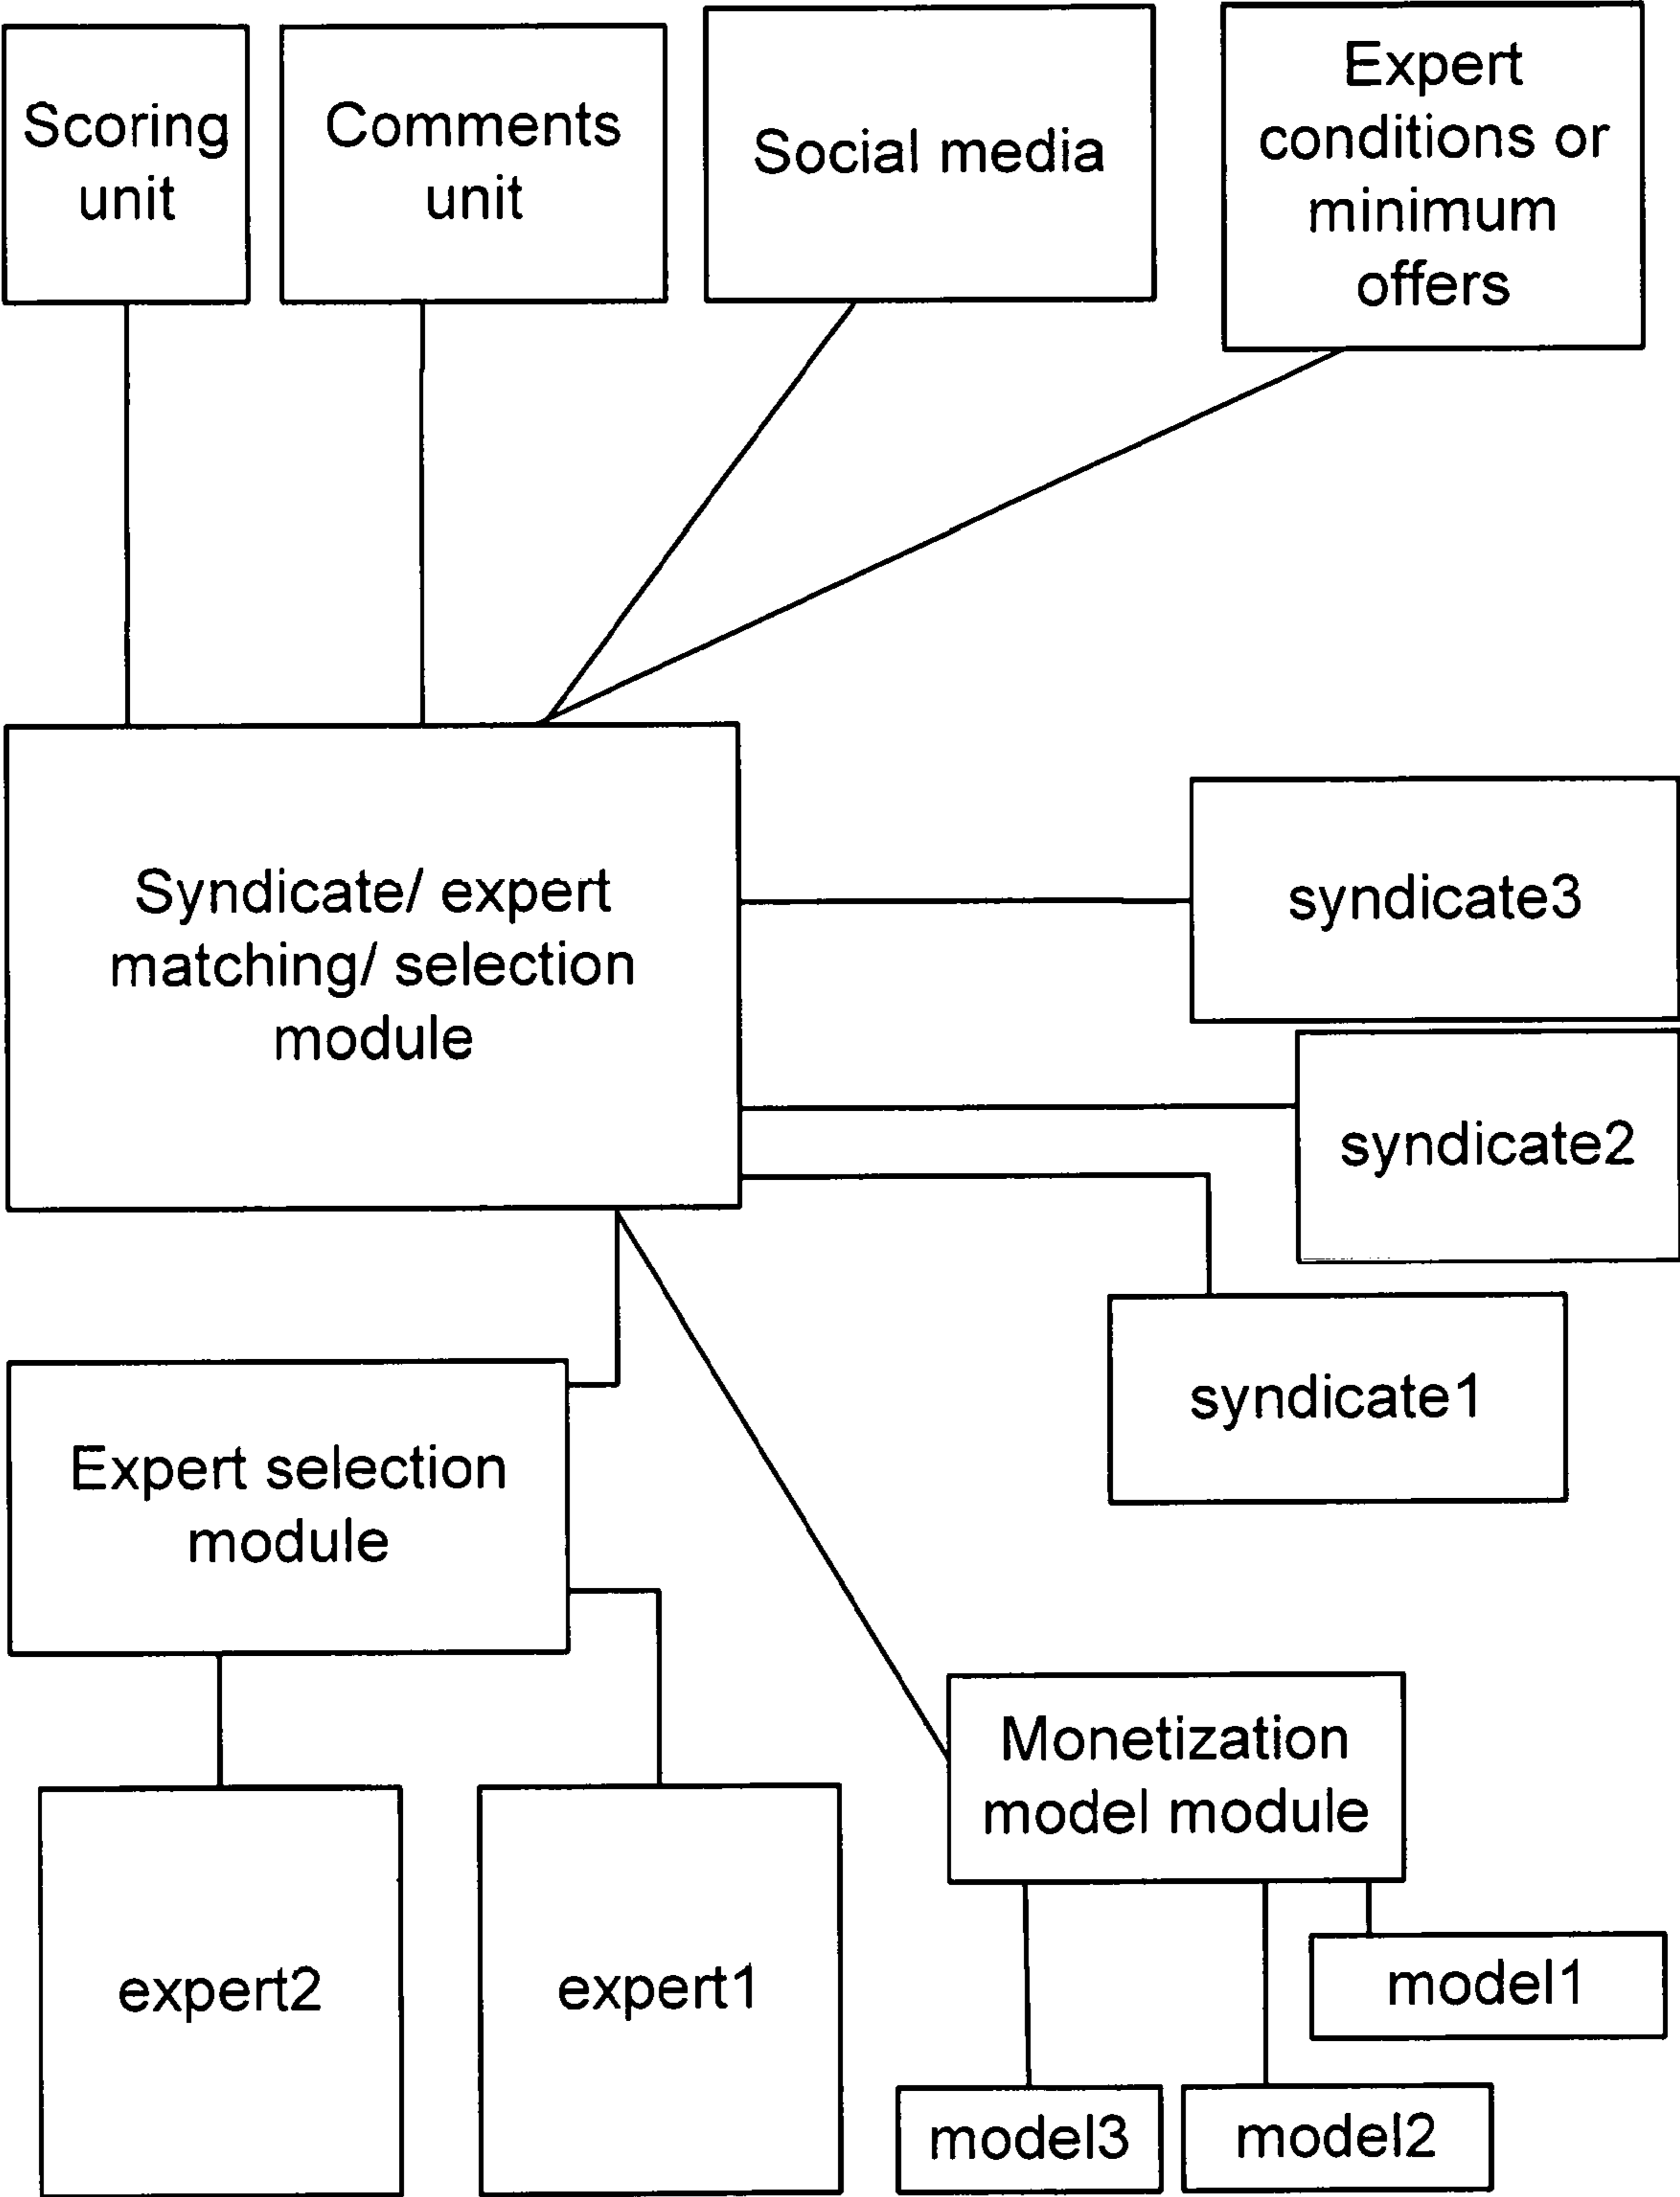 Scoring
unit
Comments
unit
Social media
Expert
conditions or
minimum
offers
Syndicate/ expert
matching/ selection
module
syndicate3
syndicate2
syndicate1
Expert selection
module
Monetization
model module
expert2
expert1
model1
model3
model2